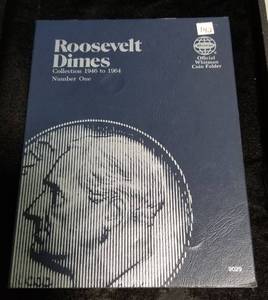 Roosevelt
Dimes
Collection 1946 to 1964
Number One
Official
Whitman
Coin Folder
9029